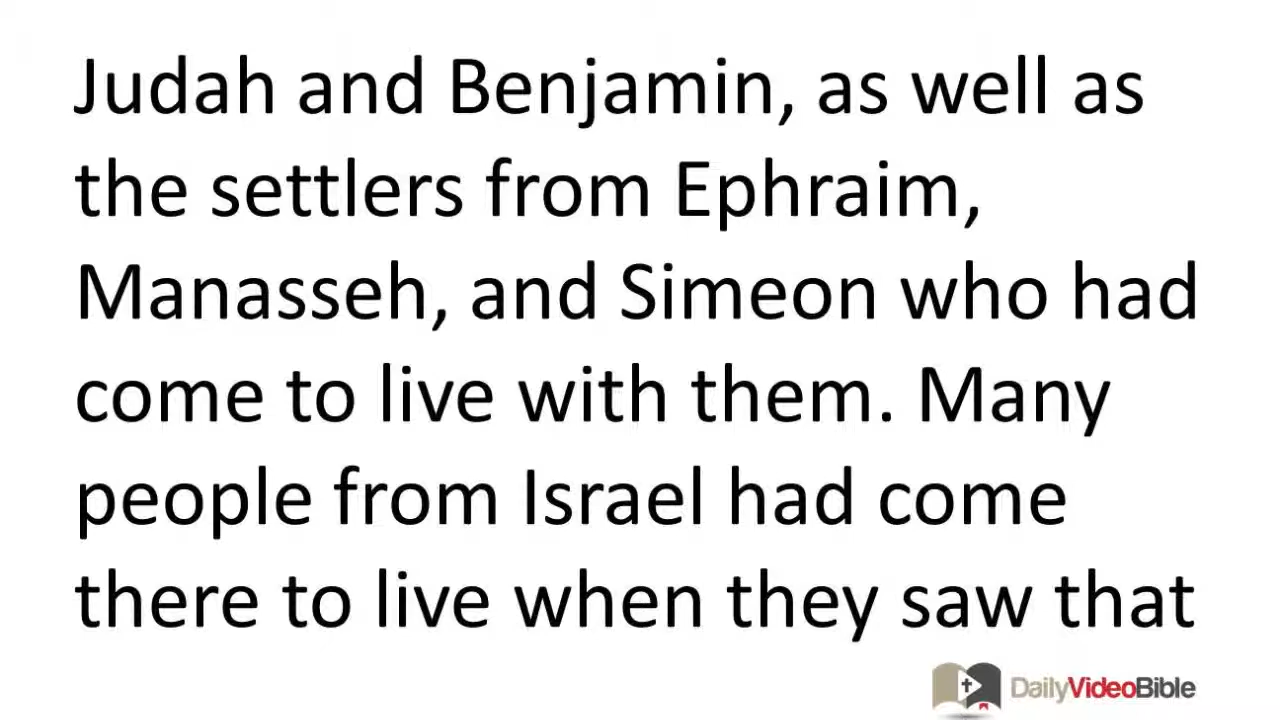 Judah and Benjamin, as well as
the settlers from Ephraim,
Manasseh, and Simeon who had
come to live with them. Many
people from Israel had come
there to live when they saw that
DailyVideoBible